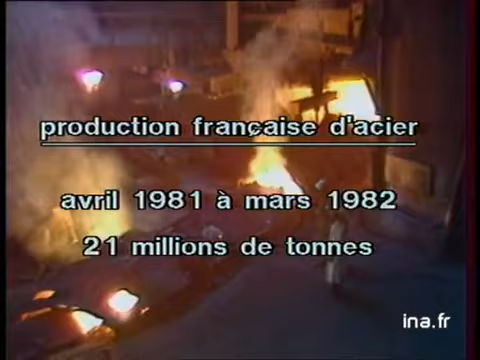 production française d'acier
avril 1981 à mars 1982
21 millions de tonnes
ina.fr